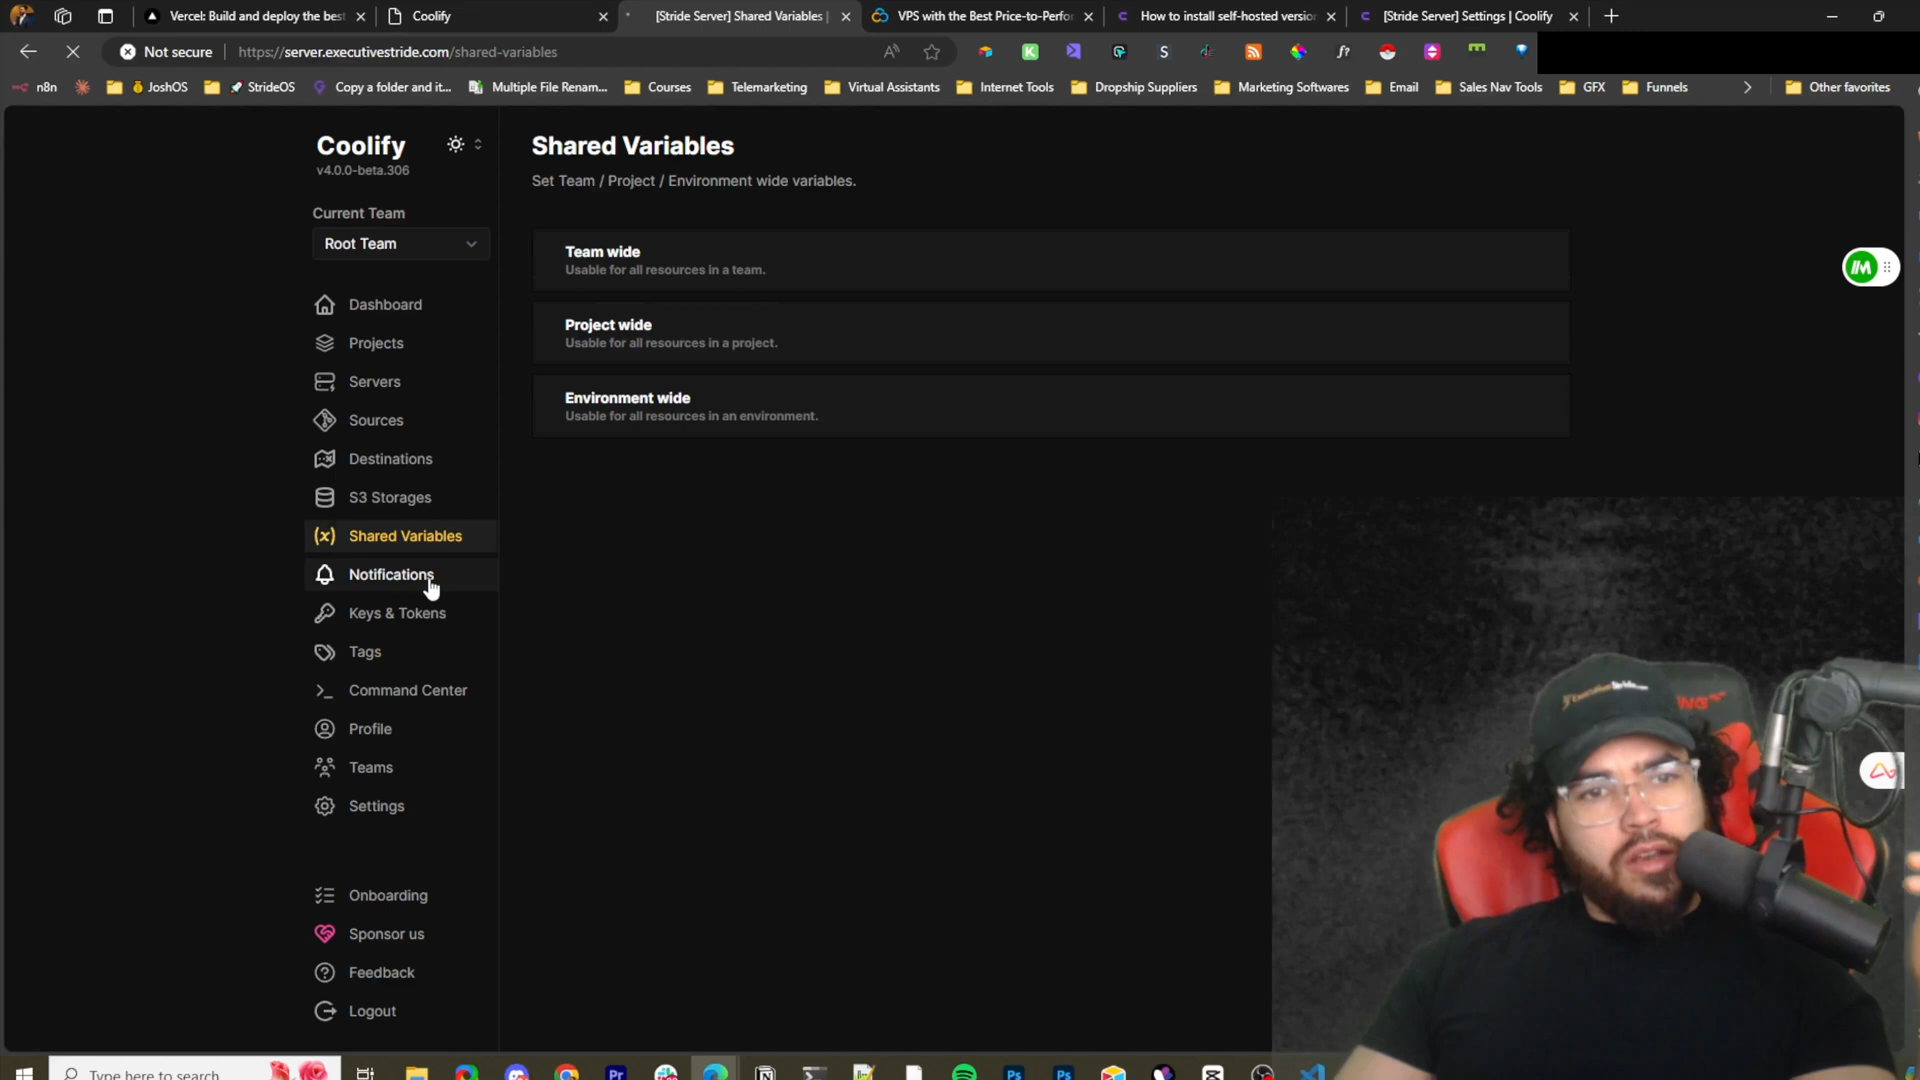 Vercel: Build and deploy the best
Coolify
[Stride Server] Shared Variables |
VPS with the Best Price-to-Perfor
How to install self-hosted version
[Stride Server] Settings | Coolify
Not secure
https://server.executivestride.com/shared-variables
n8n
JoshOS
StrideOS
Copy a folder and it...
Multiple File Renam...
Courses
Telemarketing
Virtual Assistants
Internet Tools
Dropship Suppliers
Marketing Softwares
Email
Sales Nav Tools
GFX
Funnels
Other favorites
Coolify
v4.0.0-beta.306
Current Team
Root Team
Dashboard
Projects
Servers
Sources
Destinations
S3 Storages
Shared Variables
Notifications
Keys & Tokens
Tags
Command Center
Profile
Teams
Settings
Onboarding
Sponsor us
Feedback
Logout
Shared Variables
Set Team / Project / Environment wide variables.
Team wide
Usable for all resources in a team.
Project wide
Usable for all resources in a project.
Environment wide
Usable for all resources in an environment.
Type here to search